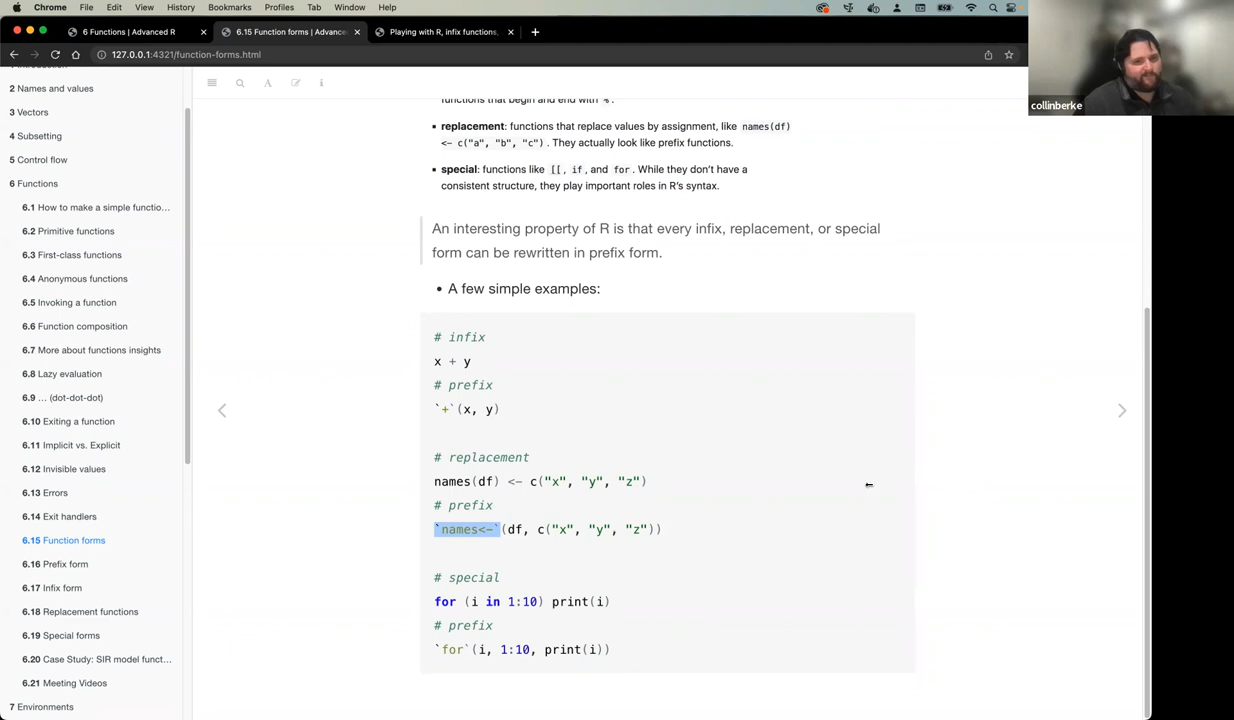 Chrome File Edit View History Bookmarks Profiles Tab Window Help
6 Functions | Advanced R
6.15 Function forms | Advance
Playing with R, infix functions,
127.0.0.1:4321/function-forms.html
collinberke
2 Names and values
3 Vectors
4 Subsetting
5 Control flow
6 Functions
6.1 How to make a simple functio...
6.2 Primitive functions
6.3 First-class functions
6.4 Anonymous functions
6.5 Invoking a function
6.6 Function composition
6.7 More about functions insights
6.8 Lazy evaluation
6.9 ... (dot-dot-dot)
6.10 Exiting a function
6.11 Implicit vs. Explicit
6.12 Invisible values
6.13 Errors
6.14 Exit handlers
6.15 Function forms
6.16 Prefix form
6.17 Infix form
6.18 Replacement functions
6.19 Special forms
6.20 Case Study: SIR model funct...
6.21 Meeting Videos
7 Environments
functions that begin and end with %.
replacement: functions that replace values by assignment, like names(df)
<- c("a", "b", "c"). They actually look like prefix functions.
special: functions like [[, if, and for. While they don't have a
consistent structure, they play important roles in R's syntax.
An interesting property of R is that every infix, replacement, or special
form can be rewritten in prefix form.
• A few simple examples:
# infix
x + y
# prefix
`+`(x, y)
# replacement
names(df) <- c("x", "y", "z")
# prefix
`names<-`(df, c("x", "y", "z"))
# special
for (i in 1:10) print(i)
# prefix
`for`(i, 1:10, print(i))